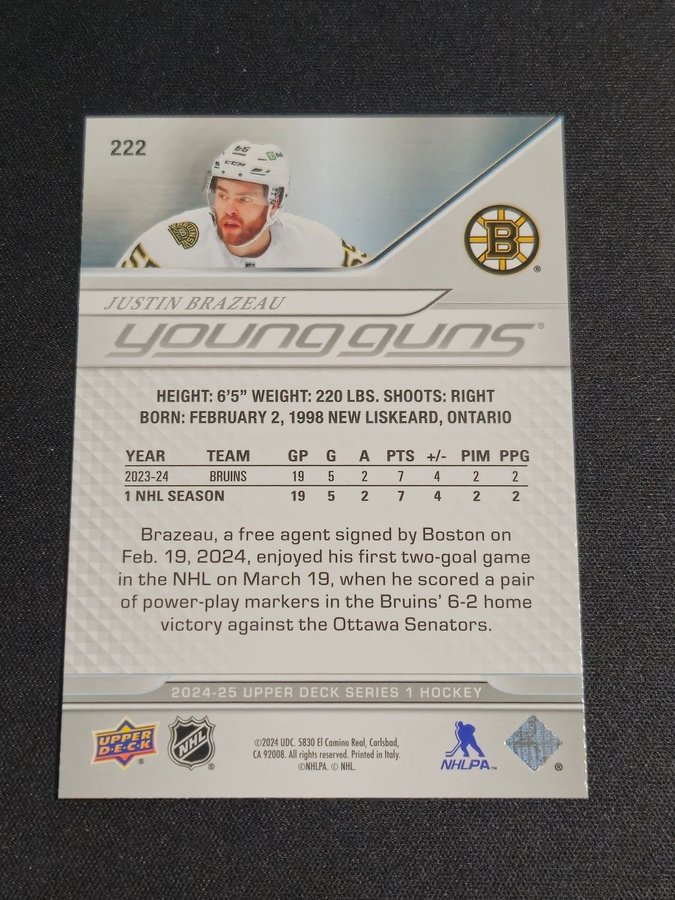 222
55
CCM
B
JUSTIN BRAZEAU
young guns®
HEIGHT: 6'5” WEIGHT: 220 LBS. SHOOTS: RIGHT
BORN: FEBRUARY 2, 1998 NEW LISKEARD, ONTARIO
YEAR TEAM GP G A PTS +/- PIM PPG
2023-24 BRUINS 19 5 2 7 4 2 2
1 NHL SEASON 19 5 2 7 4 2 2
Brazeau, a free agent signed by Boston on
Feb. 19, 2024, enjoyed his first two-goal game
in the NHL on March 19, when he scored a pair
of power-play markers in the Bruins’ 6-2 home
victory against the Ottawa Senators.
2024-25 UPPER DECK SERIES 1 HOCKEY
UPPER
DECK
NHL
©2024 UDC. 5830 El Camino Real, Carlsbad,
CA 92008. All rights reserved. Printed in Italy.
©NHLPA. © NHL.
NHLPA™